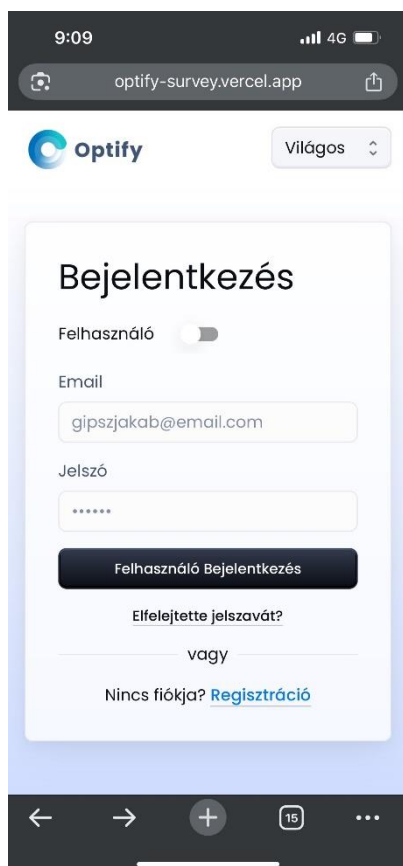 9:09 4G
optify-survey.vercel.app
Optify Világos
Bejelentkezés
Felhasználó
Email
gipszjakab@email.com
Jelszó
Felhasználó Bejelentkezés
Elfelejtette jelszavát?
vagy
Nincs fiókja? Regisztráció
15